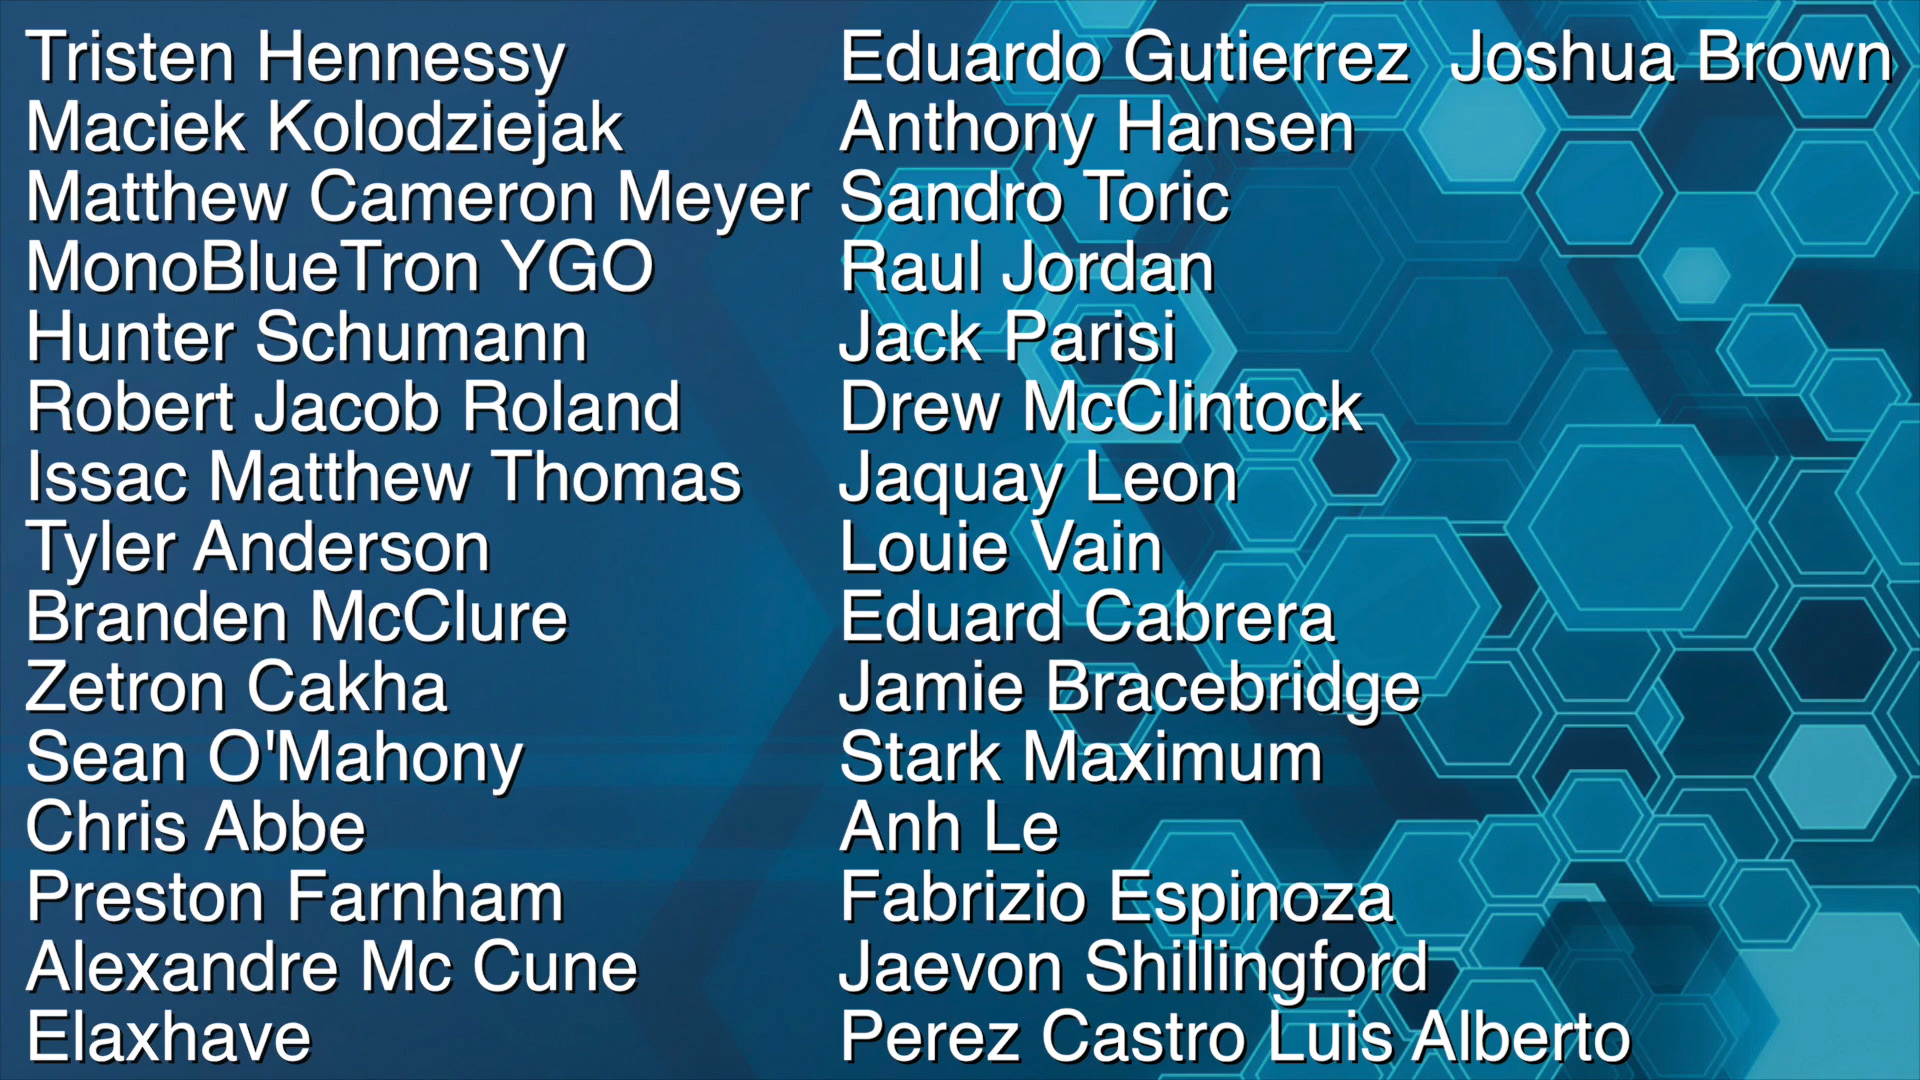 Tristen Hennessy
Maciek Kolodziejak
Matthew Cameron Meyer
MonoBlueTron YGO
Hunter Schumann
Robert Jacob Roland
Issac Matthew Thomas
Tyler Anderson
Branden McClure
Zetron Cakha
Sean O'Mahony
Chris Abbe
Preston Farnham
Alexandre Mc Cune
Elaxhave
Eduardo Gutierrez
Anthony Hansen
Sandro Toric
Raul Jordan
Jack Parisi
Drew McClintock
Jaquay Leon
Louie Vain
Eduard Cabrera
Jamie Bracebridge
Stark Maximum
Anh Le
Fabrizio Espinoza
Jaevon Shillingford
Perez Castro Luis Alberto
Joshua Brown